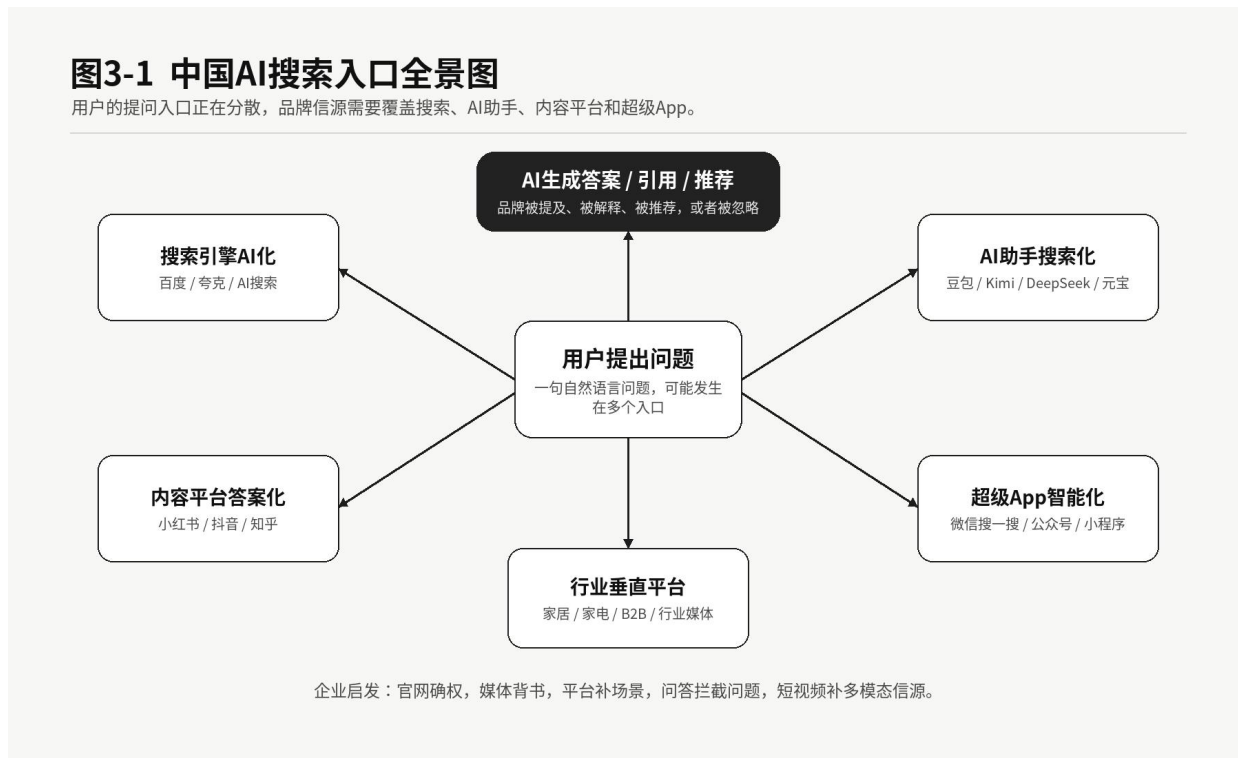 图3-1 中国AI搜索入口全景图
用户的提问入口正在分散，品牌信源需要覆盖搜索、AI助手、内容平台和超级App。
AI生成答案 / 引用 / 推荐
品牌被提及、被解释、被推荐，或者被忽略
搜索引擎AI化
百度 / 夸克 / AI搜索
AI助手搜索化
豆包 / Kimi / DeepSeek / 元宝
用户提出问题
一句自然语言问题，可能发生
在多个入口
内容平台答案化
小红书 / 抖音 / 知乎
超级App智能化
微信搜一搜 / 公众号 / 小程序
行业垂直平台
家居 / 家电 / B2B / 行业媒体
企业启发：官网确权，媒体背书，平台补场景，问答拦截问题，短视频补多模态信源。